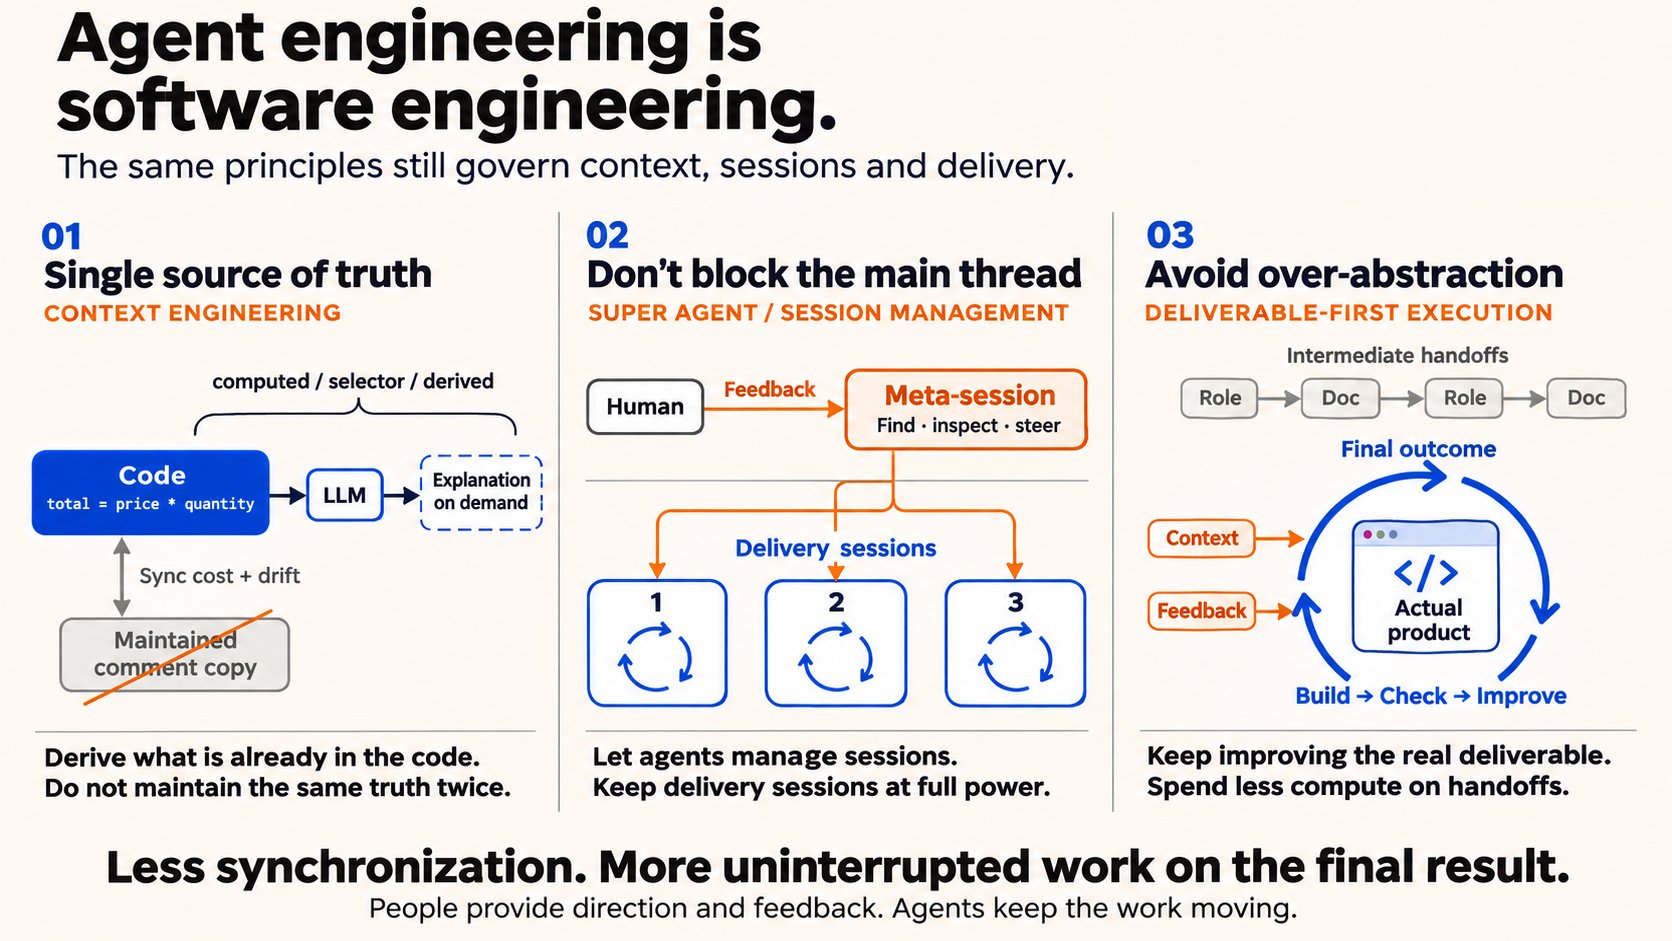 Agent engineering is
software engineering.
The same principles still govern context, sessions and delivery.
01
Single source of truth
CONTEXT ENGINEERING
computed / selector / derived
Code
total = price * quantity
LLM
Explanation
on demand
Sync cost + drift
Maintained
comment copy
Derive what is already in the code.
Do not maintain the same truth twice.
02
Don't block the main thread
SUPER AGENT / SESSION MANAGEMENT
Human
Feedback
Meta-session
Find · inspect · steer
Delivery sessions
1
2
3
Let agents manage sessions.
Keep delivery sessions at full power.
03
Avoid over-abstraction
DELIVERABLE-FIRST EXECUTION
Intermediate handoffs
Role
Doc
Role
Doc
Final outcome
Context
Feedback
</>
Actual
product
Build → Check → Improve
Keep improving the real deliverable.
Spend less compute on handoffs.
Less synchronization. More uninterrupted work on the final result.
People provide direction and feedback. Agents keep the work moving.